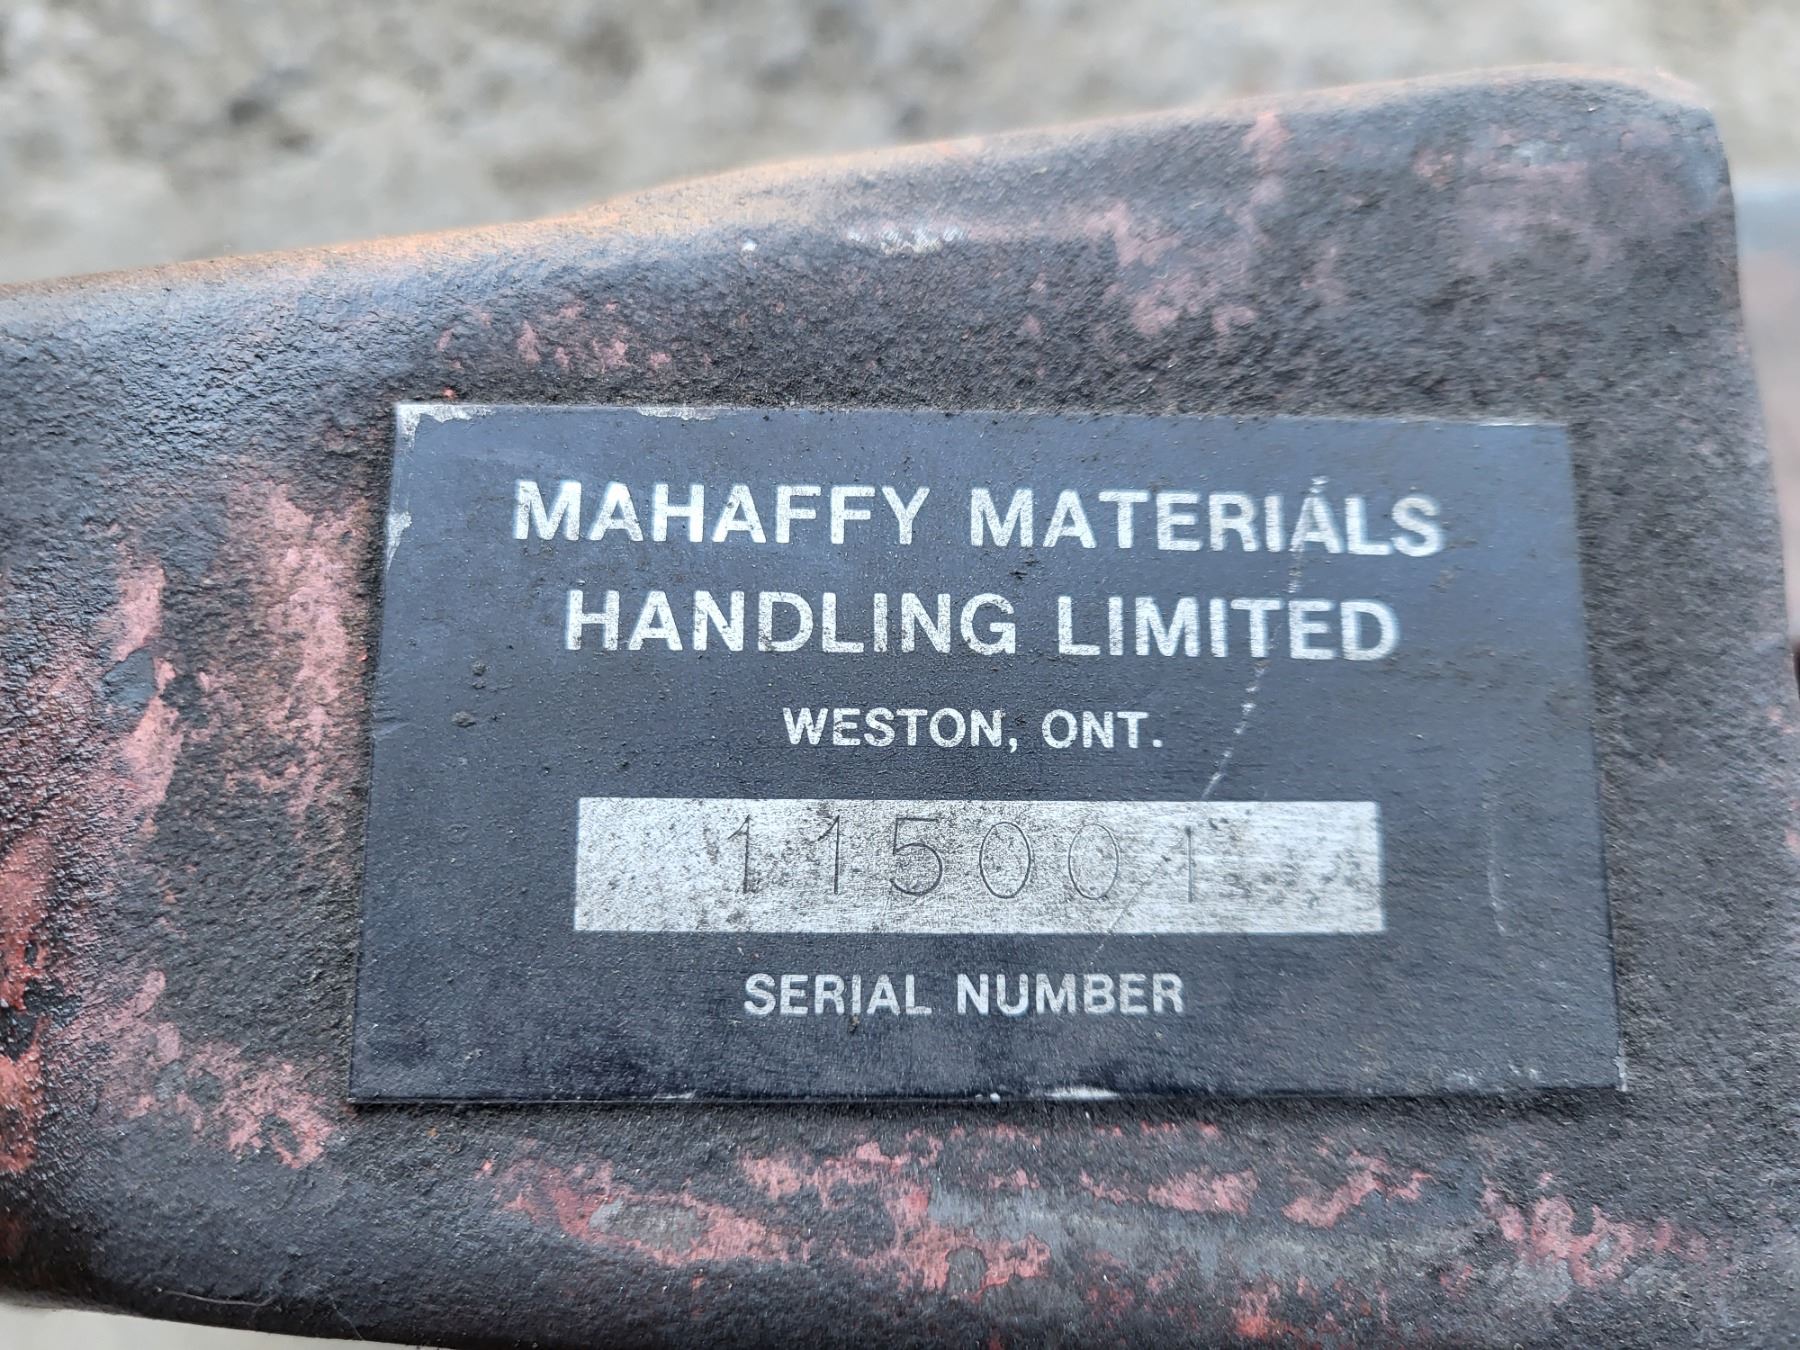 MAHAFFY MATERIALS
HANDLING LIMITED
WESTON, ONT.
115001
SERIAL NUMBER